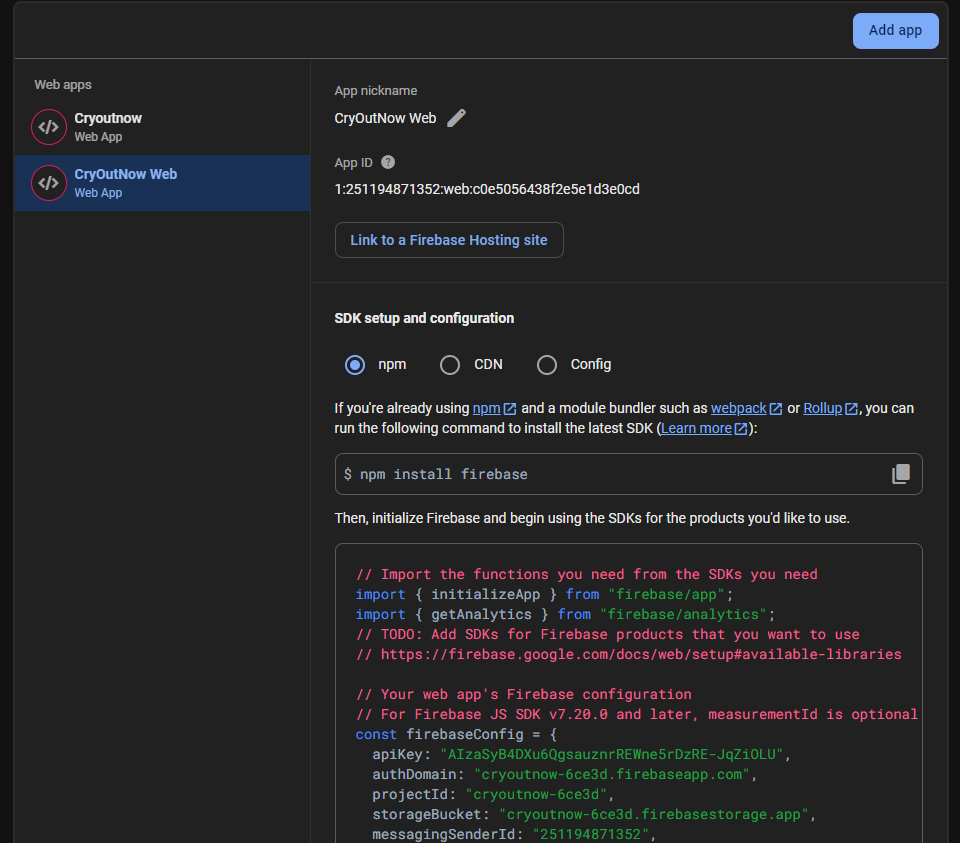 Add app
Web apps
Cryoutnow
Web App
CryOutNow Web
Web App
App nickname
CryOutNow Web
App ID ?
1:251194871352:web:c0e5056438f2e5e1d3e0cd
Link to a Firebase Hosting site
SDK setup and configuration
npm CDN Config
If you're already using npm and a module bundler such as webpack or Rollup, you can
run the following command to install the latest SDK (Learn more):
$ npm install firebase
Then, initialize Firebase and begin using the SDKs for the products you'd like to use.
// Import the functions you need from the SDKs you need
import { initializeApp } from "firebase/app";
import { getAnalytics } from "firebase/analytics";
// TODO: Add SDKs for Firebase products that you want to use
// https://firebase.google.com/docs/web/setup#available-libraries
// Your web app's Firebase configuration
// For Firebase JS SDK v7.20.0 and later, measurementId is optional
const firebaseConfig = {
apiKey: "AIzaSyB4DXu6QgsauznrREWne5rDzRE-JqZiOLU",
authDomain: "cryoutnow-6ce3d.firebaseapp.com",
projectId: "cryoutnow-6ce3d",
storageBucket: "cryoutnow-6ce3d.firebasestorage.app",
messagingSenderId: "251194871352",